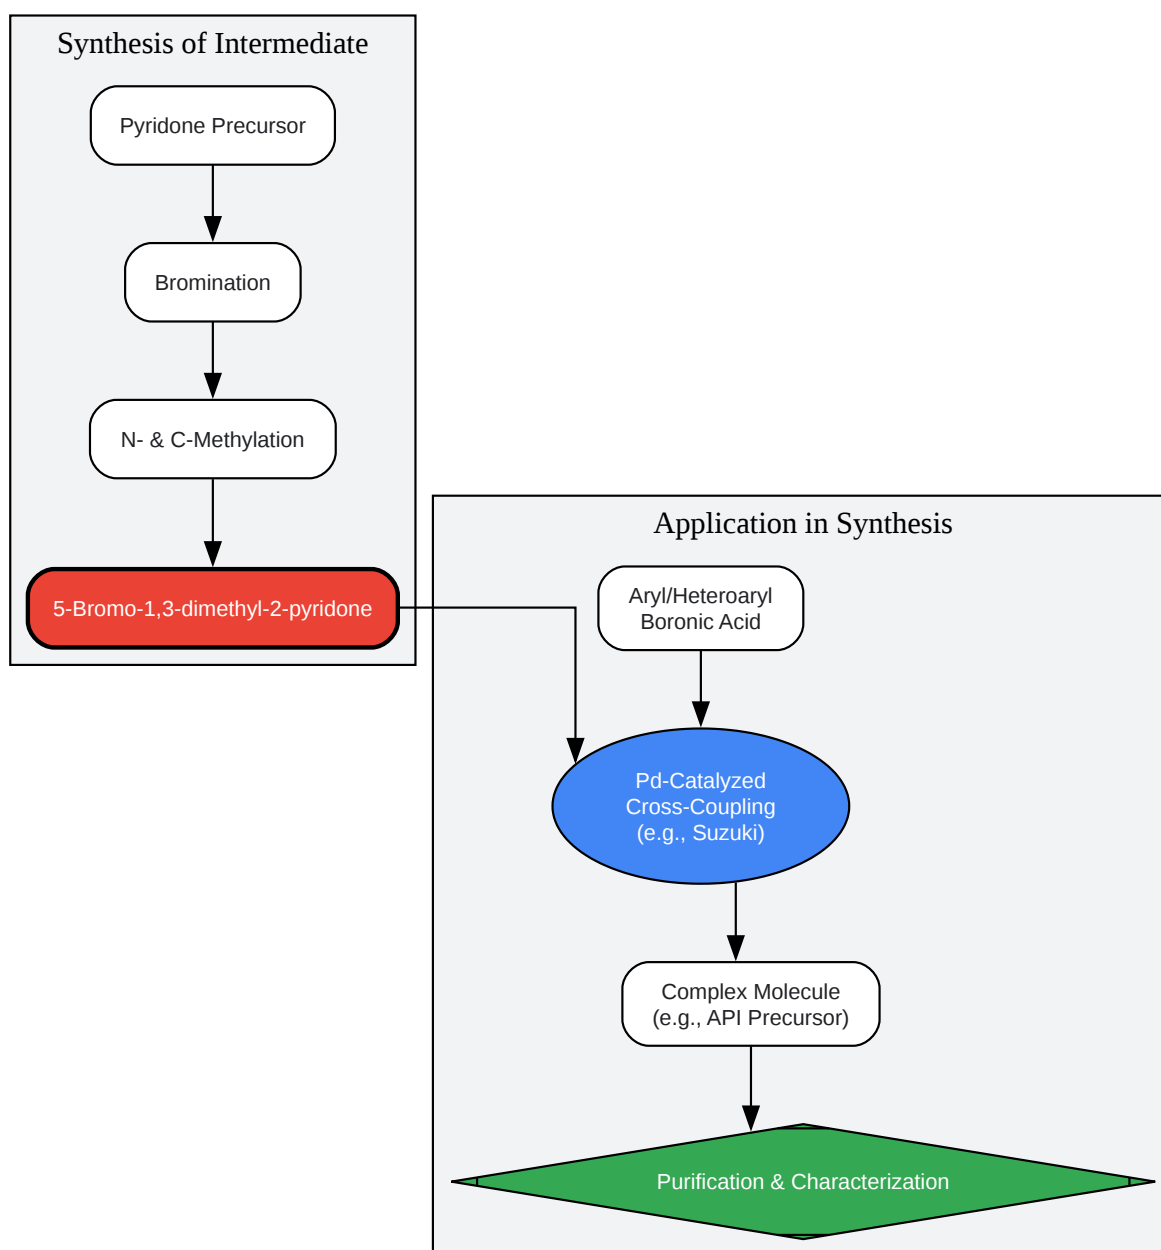 Synthesis of Intermediate
Pyridone Precursor
Bromination
N- & C-Methylation
5-Bromo-1,3-dimethyl-2-pyridone
Application in Synthesis
Aryl/Heteroaryl
Boronic Acid
Pd-Catalyzed
Cross-Coupling
(e.g., Suzuki)
Complex Molecule
(e.g., API Precursor)
Purification & Characterization